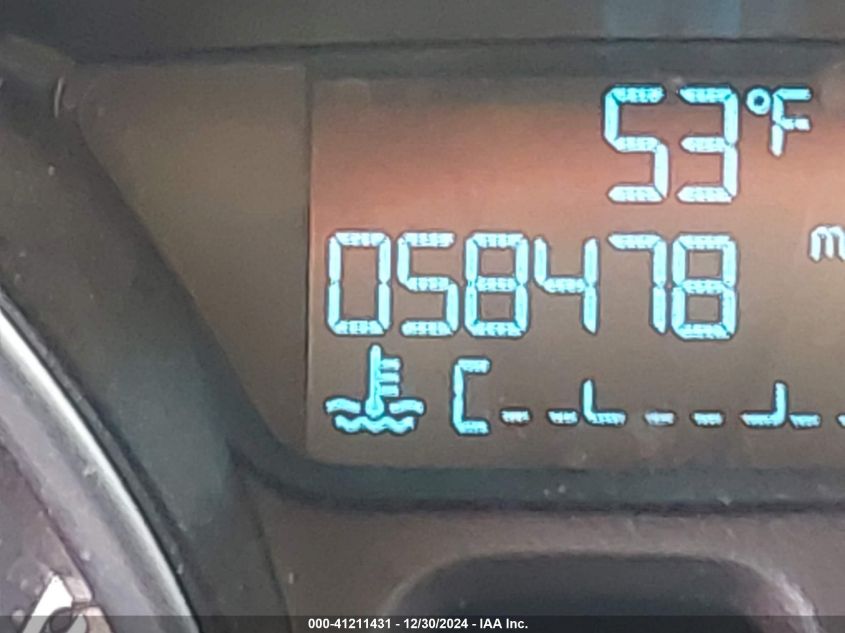 53°F
058478 m
C
000-41211431 - 12/30/2024 - IAA Inc.